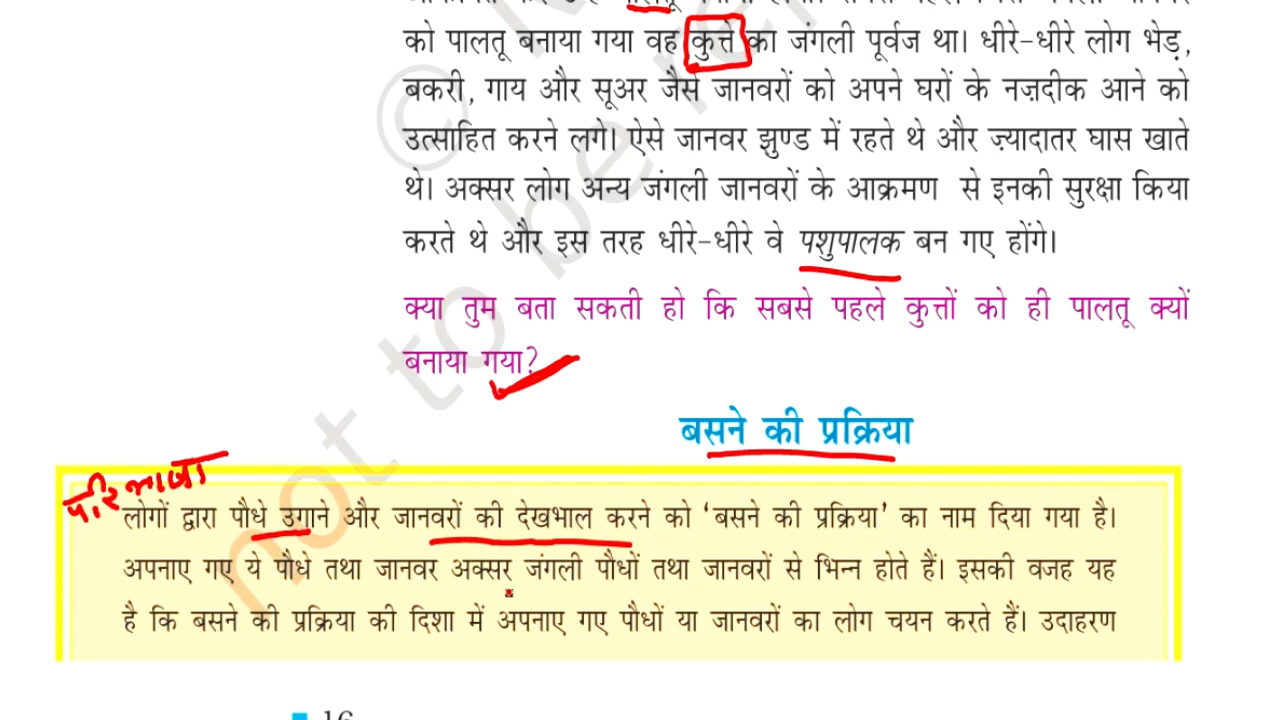 को पालतू बनाया गया वह कुत्ते का जंगली पूर्वज था। धीरे-धीरे लोग भेड़,
बकरी, गाय और सूअर जैसे जानवरों को अपने घरों के नज़दीक आने को
उत्साहित करने लगे। ऐसे जानवर झुण्ड में रहते थे और ज़्यादातर घास खाते
थे। अक्सर लोग अन्य जंगली जानवरों के आक्रमण से इनकी सुरक्षा किया
करते थे और इस तरह धीरे-धीरे वे पशुपालक बन गए होंगे।
क्या तुम बता सकती हो कि सबसे पहले कुत्तों को ही पालतू क्यों
बनाया गया?
बसने की प्रक्रिया
परिभाषा
लोगों द्वारा पौधे उगाने और जानवरों की देखभाल करने को ‘बसने की प्रक्रिया’ का नाम दिया गया है।
अपनाए गए ये पौधे तथा जानवर अक्सर जंगली पौधों तथा जानवरों से भिन्न होते हैं। इसकी वजह यह
है कि बसने की प्रक्रिया की दिशा में अपनाए गए पौधों या जानवरों का लोग चयन करते हैं। उदाहरण
16
not to be re
©